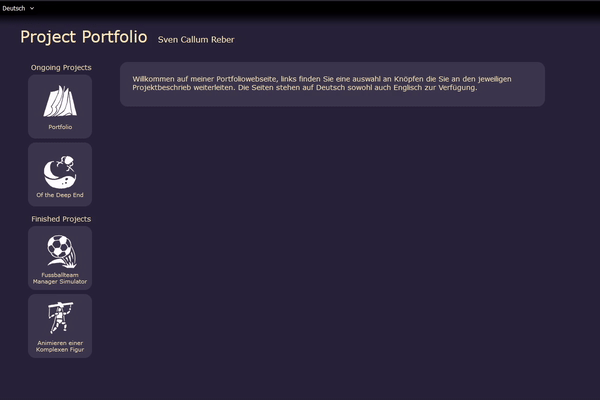 Deutsch
Project Portfolio Sven Callum Reber
Ongoing Projects
Portfolio
Of the Deep End
Finished Projects
Fussballteam
Manager Simulator
Animieren einer
Komplexen Figur
Willkommen auf meiner Portfoliowebseite, links finden Sie eine auswahl an Knöpfen die Sie an den jeweiligen
Projektbeschrieb weiterleiten. Die Seiten stehen auf Deutsch sowohl auch Englisch zur Verfügung.